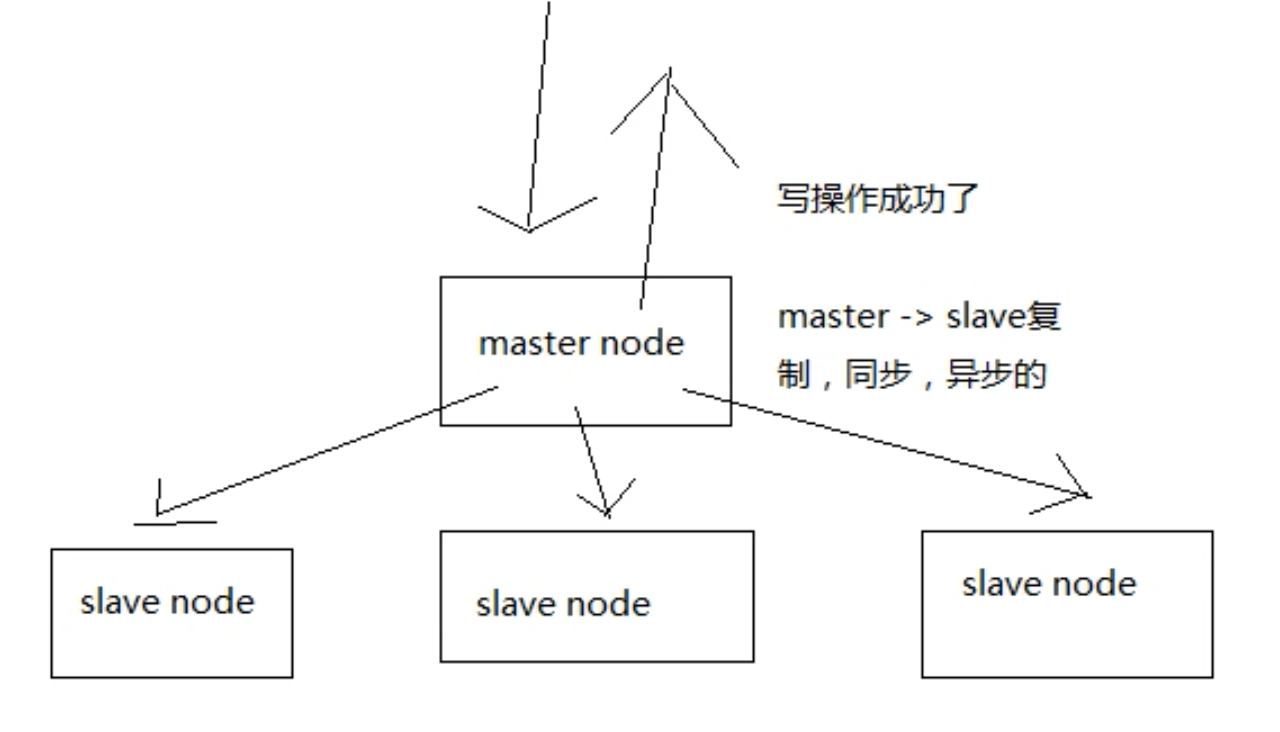 写操作成功了
master -> slave复
制，同步，异步的
master node
slave node
slave node
slave node